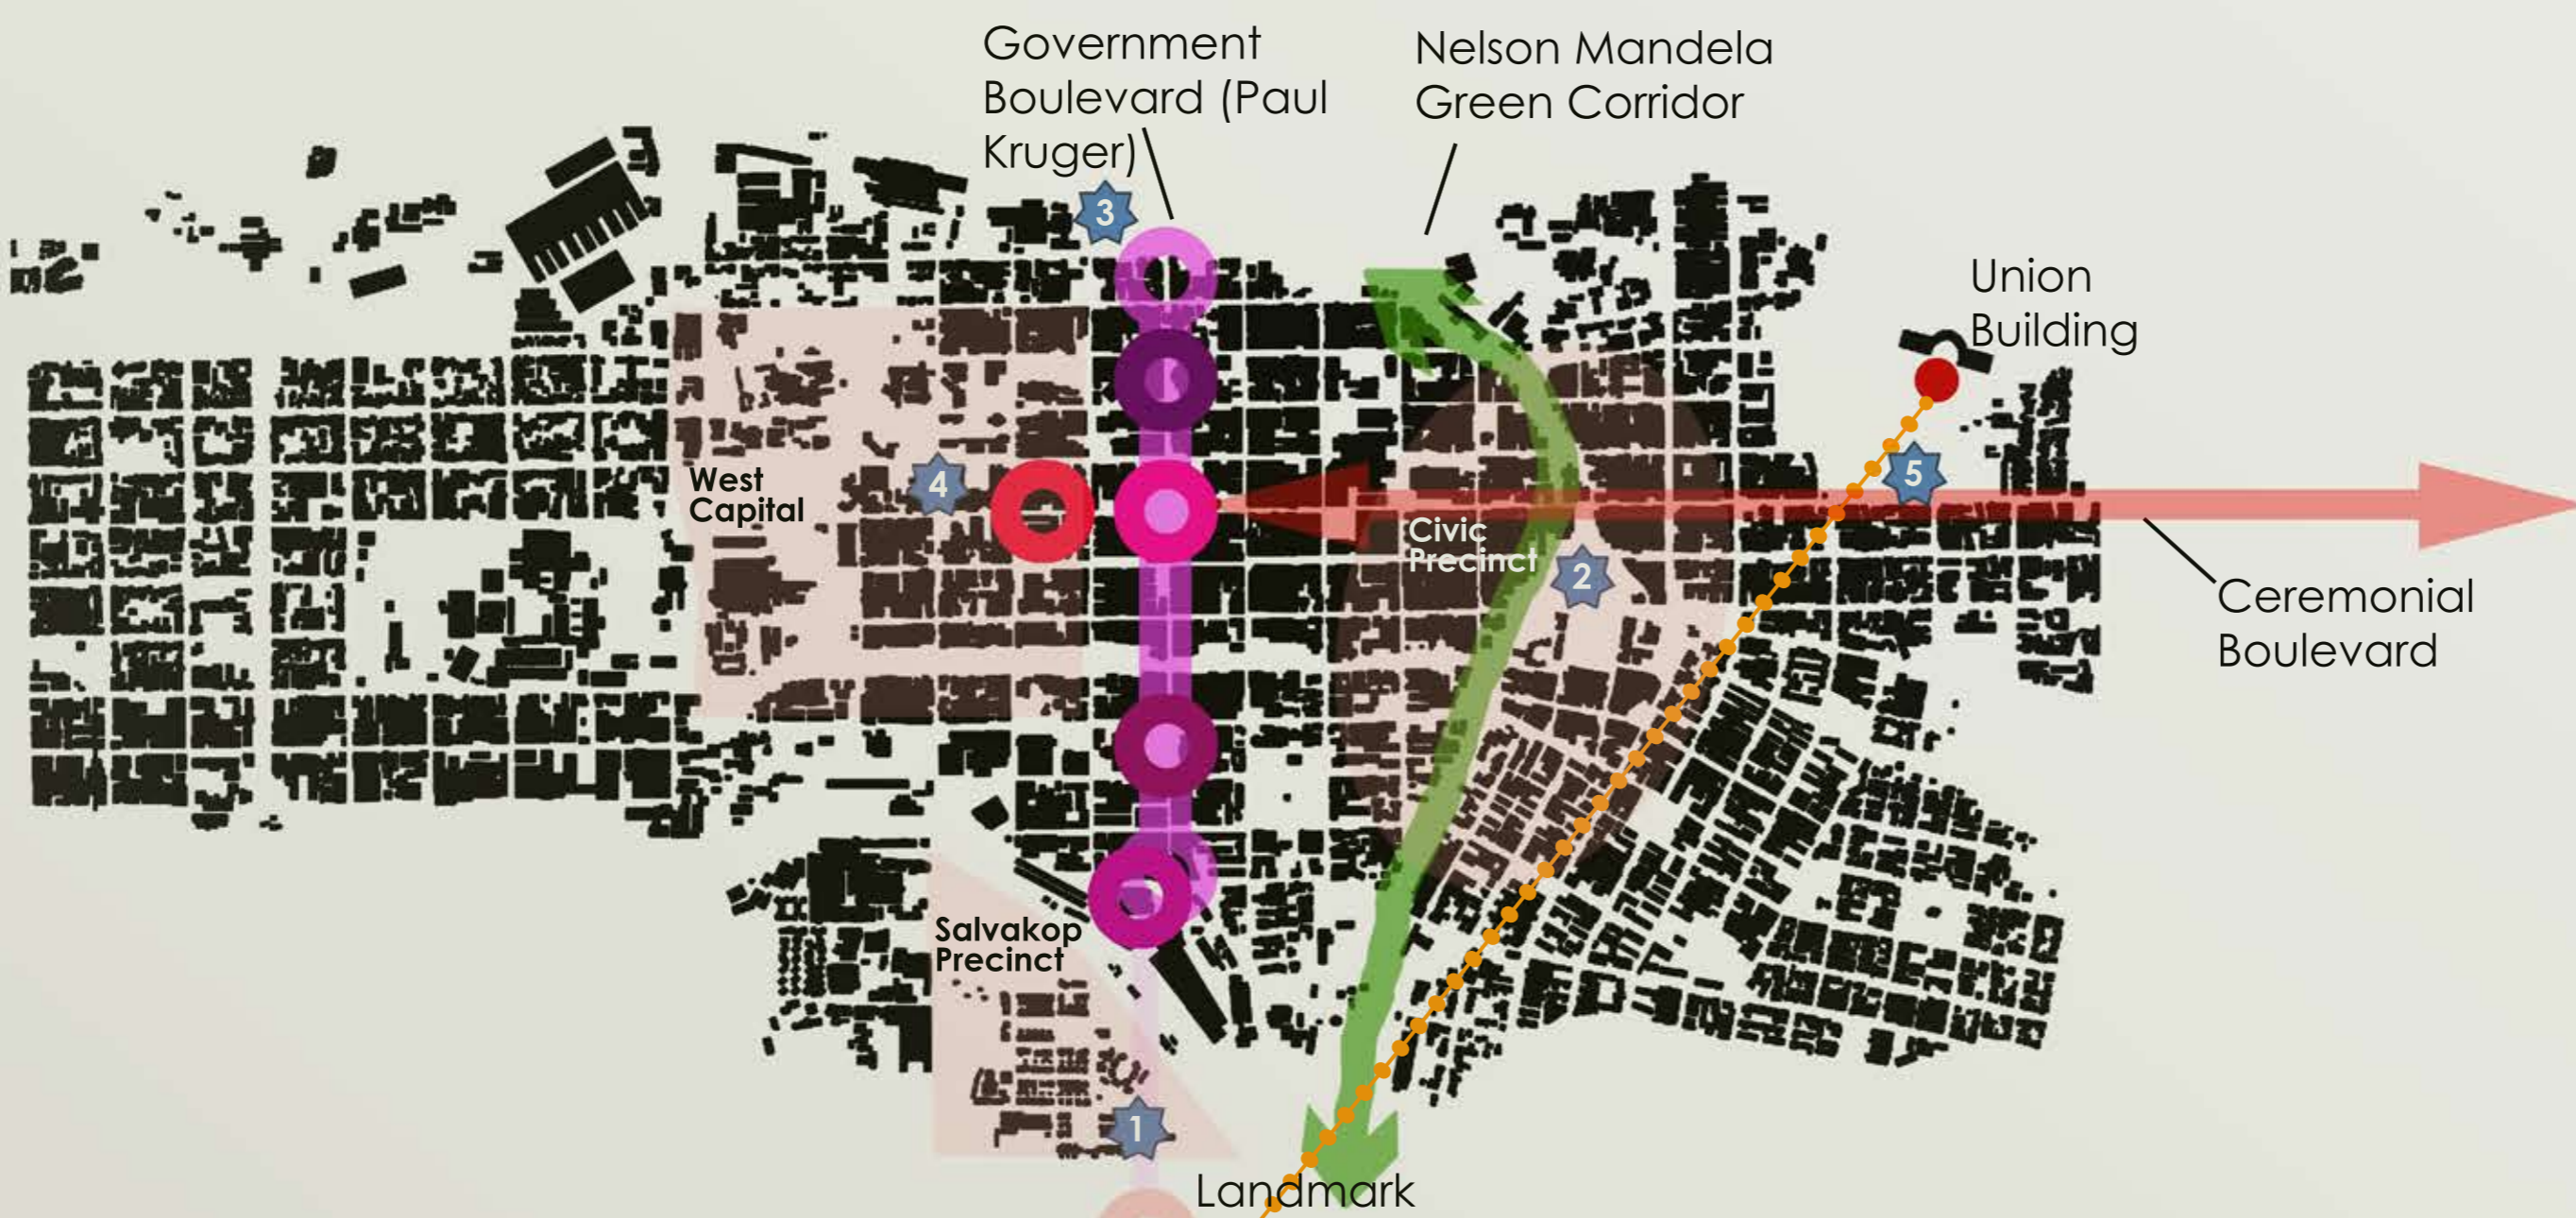 Government
Boulevard (Paul
Kruger)
Nelson Mandela
Green Corridor
3
Union
Building
West
Capital
4
5
Civic
Precinct
2
Ceremonial
Boulevard
Salvakop
Precinct
1
Landmark